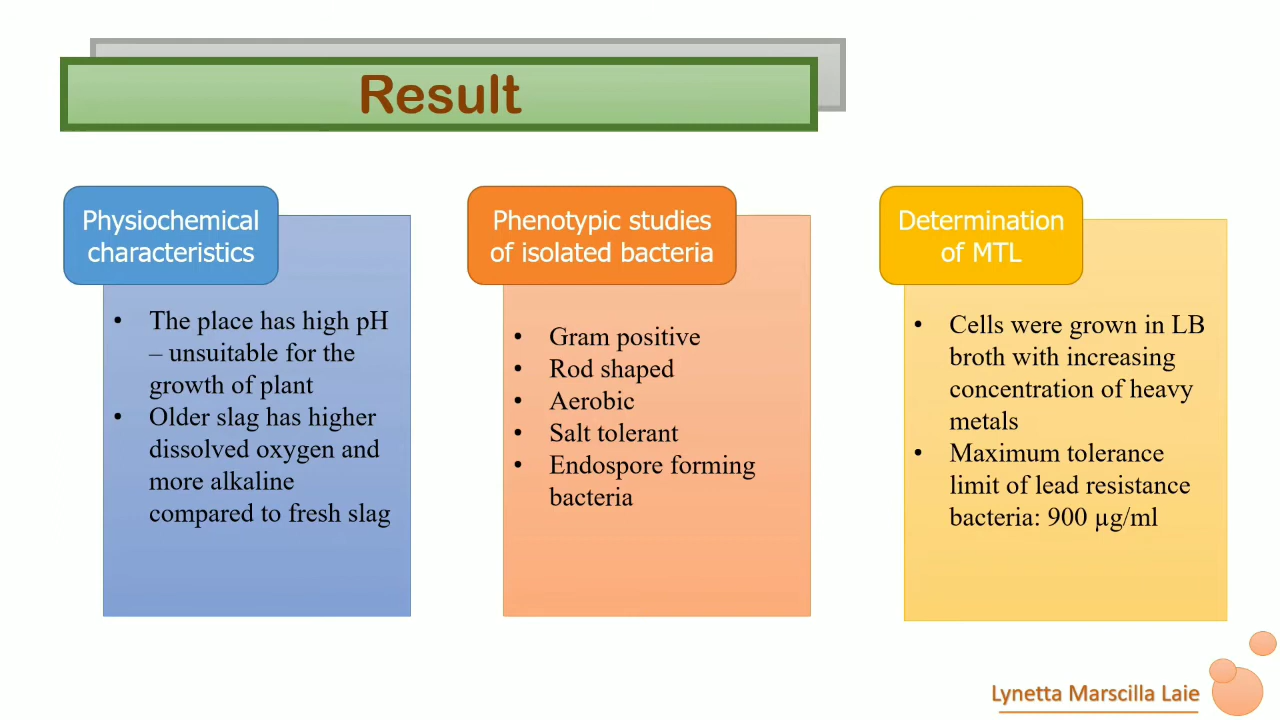 Result
Physiochemical
characteristics
• The place has high pH
– unsuitable for the
growth of plant
• Older slag has higher
dissolved oxygen and
more alkaline
compared to fresh slag
Phenotypic studies
of isolated bacteria
• Gram positive
• Rod shaped
• Aerobic
• Salt tolerant
• Endospore forming
bacteria
Determination
of MTL
• Cells were grown in LB
broth with increasing
concentration of heavy
metals
• Maximum tolerance
limit of lead resistance
bacteria: 900 µg/ml
Lynetta Marscilla Laie